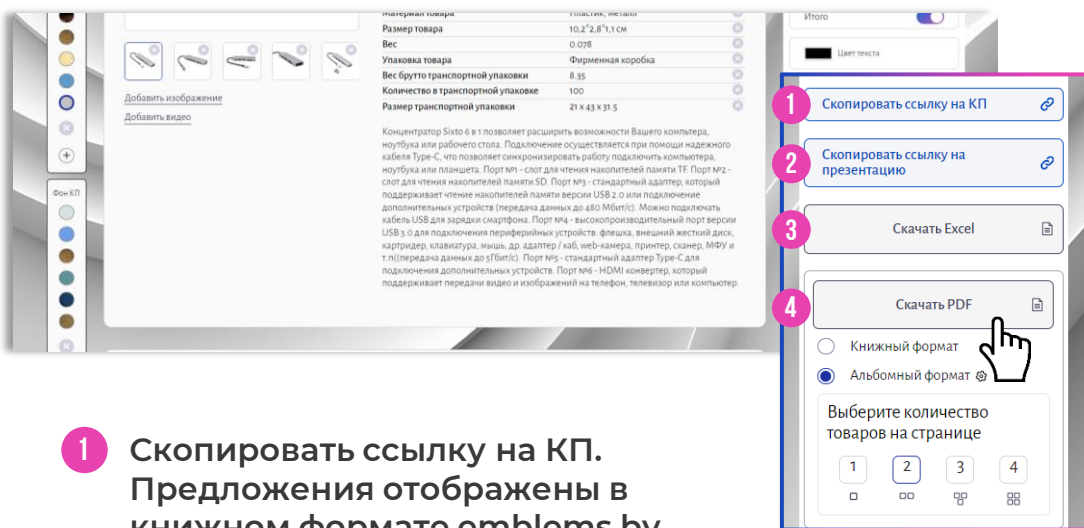 Материал товара Пластик, металл
Размер товара 10,2*2,8*1,1 см
Вес 0.078
Упаковка товара Фирменная коробка
Вес брутто транспортной упаковки 8.35
Количество в транспортной упаковке 100
Размер транспортной упаковки 21 x 43 x 31.5
Добавить изображение
Добавить видео
Концентратор Sixto 6 в 1 позволяет расширить возможности Вашего компьтера,
ноутбука или рабочего стола. Подключение осуществляется при помощи надежного
кабеля Type-C, что позволяет синхронизировать работу подключить компьютера,
ноутбука или планшета. Порт №1 - слот для чтения накопителей памяти TF. Порт №2 -
слот для чтения накопителей памяти SD. Порт №3 - стандартный адаптер, который
поддерживает чтение накопителей памяти версии USB 2.0 или подключение
дополнительных устройств (передача данных до 480 Мбит/с). Можно подключать
кабель USB для зарядки смартфона. Порт №4 - высокопроизводительный порт версии
USB 3.0 для подключения периферийных устройств: флешка, внешний жесткий диск,
картридер, клавиатура, мышь, др. адаптер / хаб, web-камера, принтер, сканер, МФУ и
т.п((передача данных до 5Гбит/с). Порт №5 - стандартный адаптер Type-C для
подключения дополнительных устройств. Порт №6 - HDMI конвертер, который
поддерживает передачи видео и изображений на телефон, телевизор или компьютер.
Фон КП
Итого
Цвет текста
1 Скопировать ссылку на КП
2 Скопировать ссылку на
презентацию
3 Скачать Excel
4 Скачать PDF
Книжный формат
Альбомный формат
Выберите количество
товаров на странице
1 2 3 4
1 Скопировать ссылку на КП.
Предложения отображены в
книжном формате emblems.by